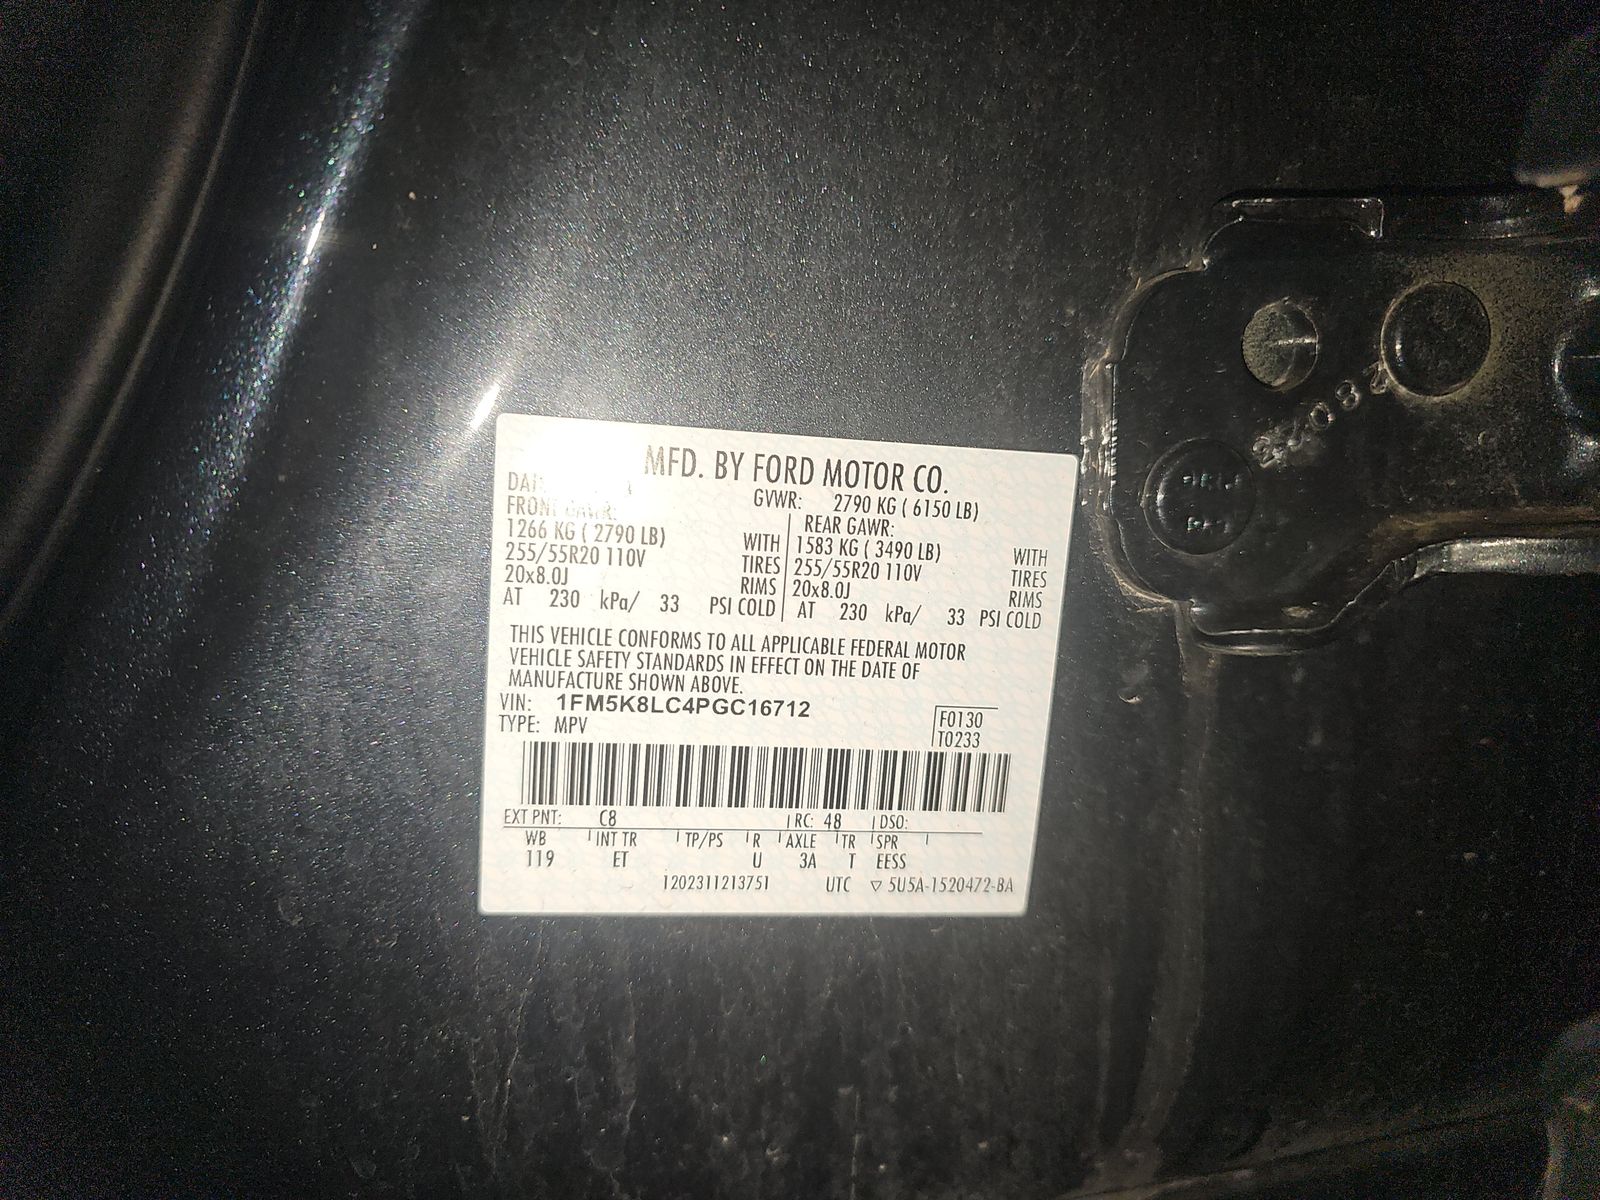 MFD. BY FORD MOTOR CO.
GVWR: 2790 KG ( 6150 LB)
FRONT GAWR: REAR GAWR:
1266 KG ( 2790 LB) WITH 1583 KG ( 3490 LB) WITH
255/55R20 110V TIRES 255/55R20 110V TIRES
20x8.0J RIMS 20x8.0J RIMS
AT 230 kPa/ 33 PSI COLD AT 230 kPa/ 33 PSI COLD
THIS VEHICLE CONFORMS TO ALL APPLICABLE FEDERAL MOTOR
VEHICLE SAFETY STANDARDS IN EFFECT ON THE DATE OF
MANUFACTURE SHOWN ABOVE.
VIN: 1FM5K8LC4PGC16712
TYPE: MPV
F0130
T0233
EXT PNT: C8 RC: 48 DSO:
WB INT TR TP/PS R AXLE TR SPR
119 ET U 3A T EESS
1202311213751 UTC ▽ 5U5A-1520472-BA